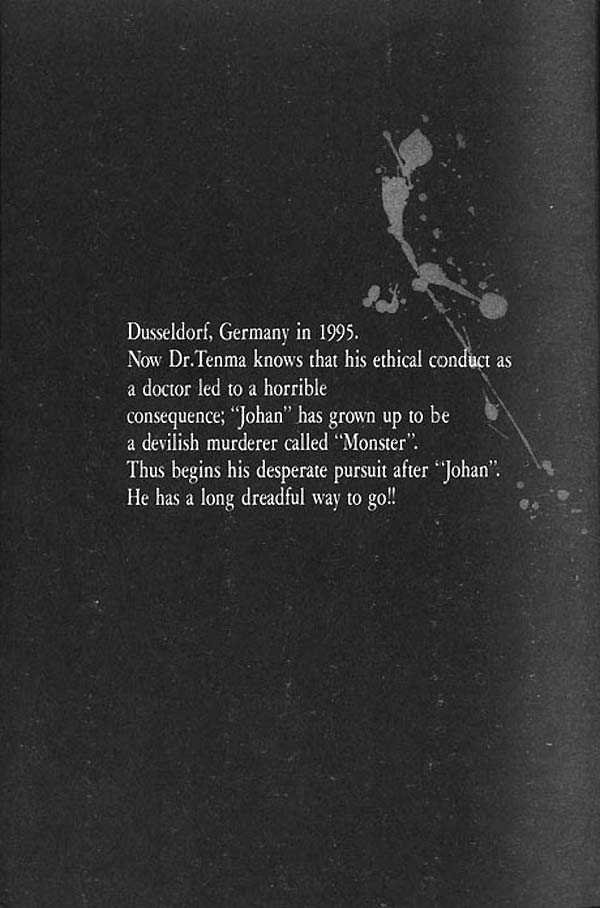 Dusseldorf, Germany in 1995.
Now Dr.Tenma knows that his ethical conduct as
a doctor led to a horrible
consequence; “Johan” has grown up to be
a devilish murderer called “Monster”.
Thus begins his desperate pursuit after “Johan”.
He has a long dreadful way to go!!